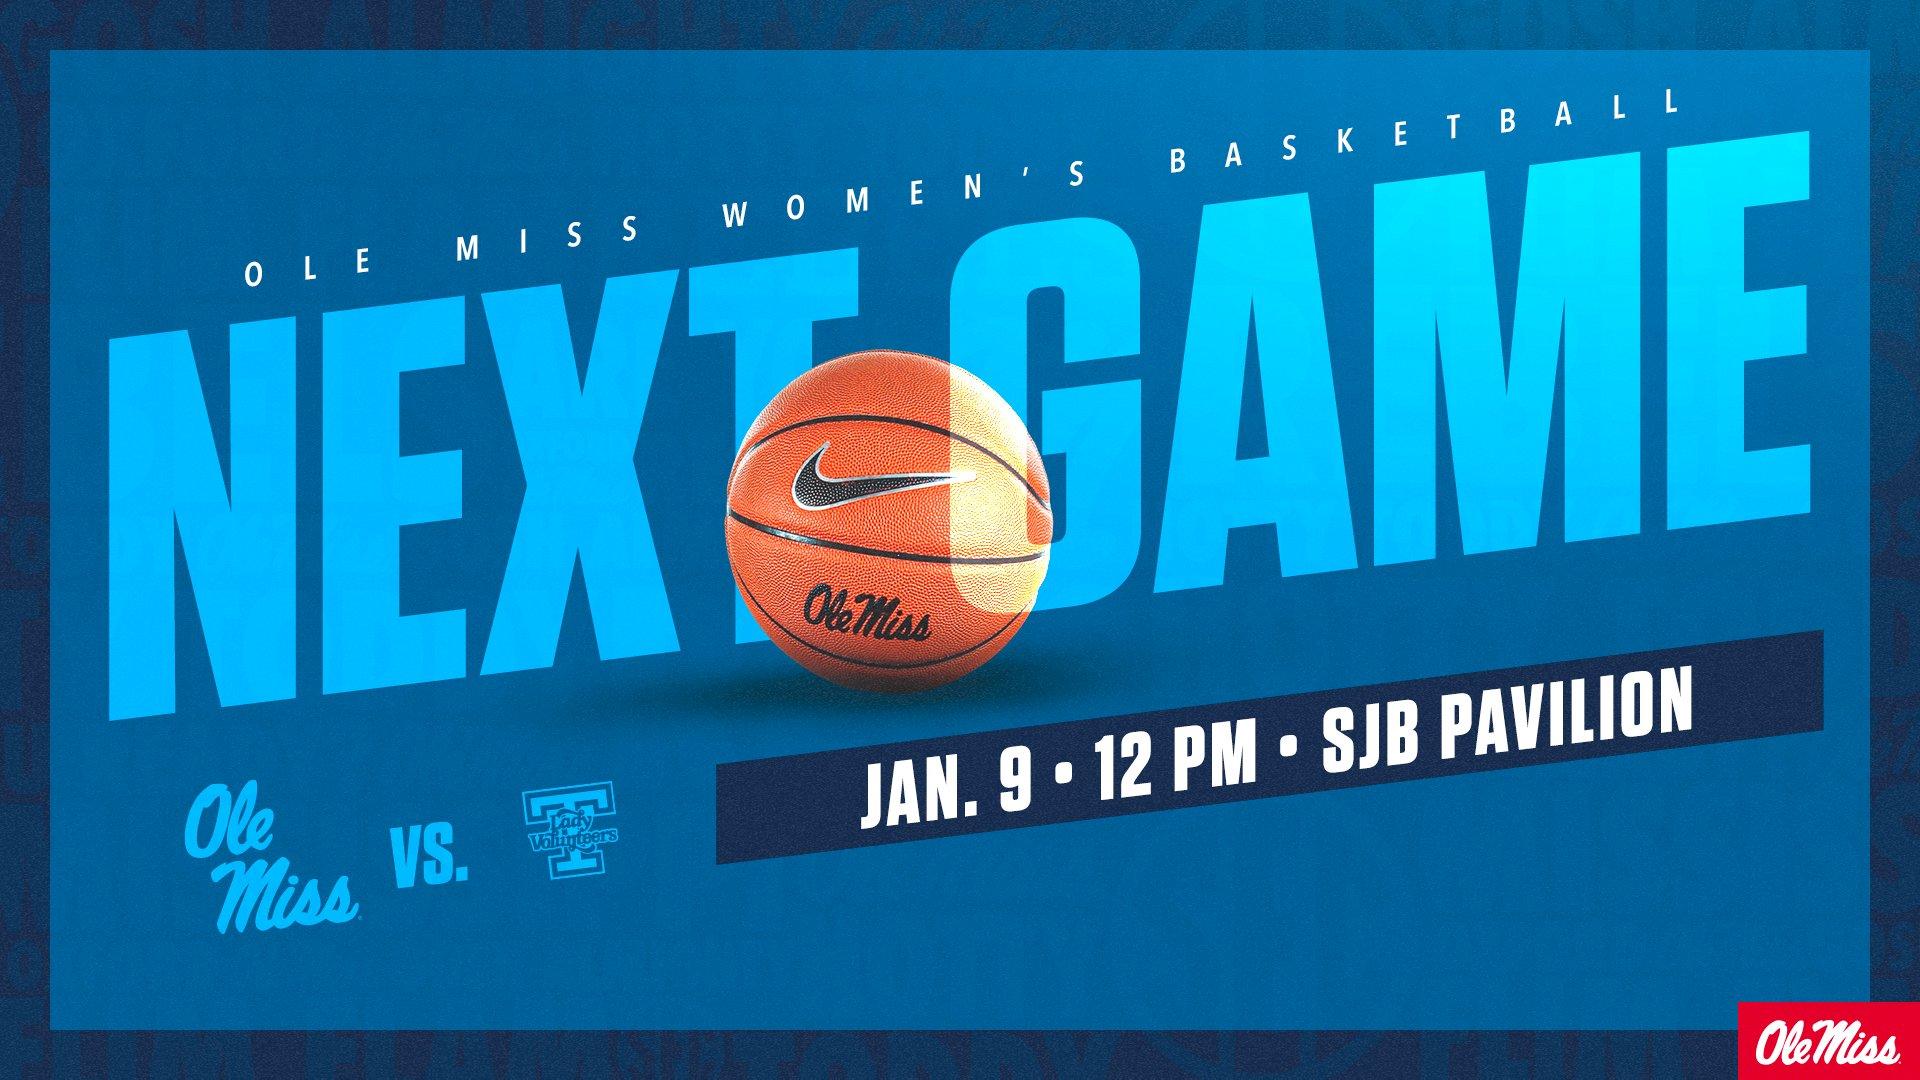 OLE MISS WOMEN'S BASKETBALL
NEXT GAME
Ole Miss
JAN. 9 • 12 PM • SJB PAVILION
Ole
Miss
VS.
T
Lady
Volunteers
Ole Miss